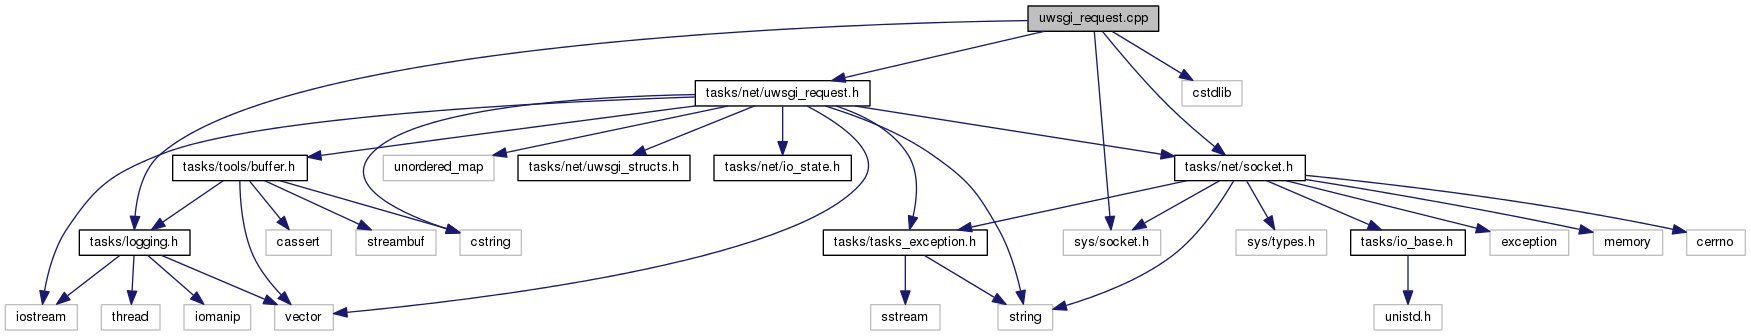 uwsgi_request.cpp
tasks/net/uwsgi_request.h
cstdlib
tasks/tools/buffer.h
unordered_map
tasks/net/uwsgi_structs.h
tasks/net/io_state.h
tasks/net/socket.h
tasks/logging.h
cassert
streambuf
cstring
tasks/tasks_exception.h
sys/socket.h
sys/types.h
tasks/io_base.h
exception
memory
cerrno
iostream
thread
iomanip
vector
sstream
string
unistd.h